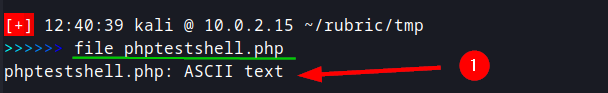 [+] 12:40:39 kali @ 10.0.2.15 ~/rubric/tmp
>>>>>> file phptestshell.php
phptestshell.php: ASCII text
1